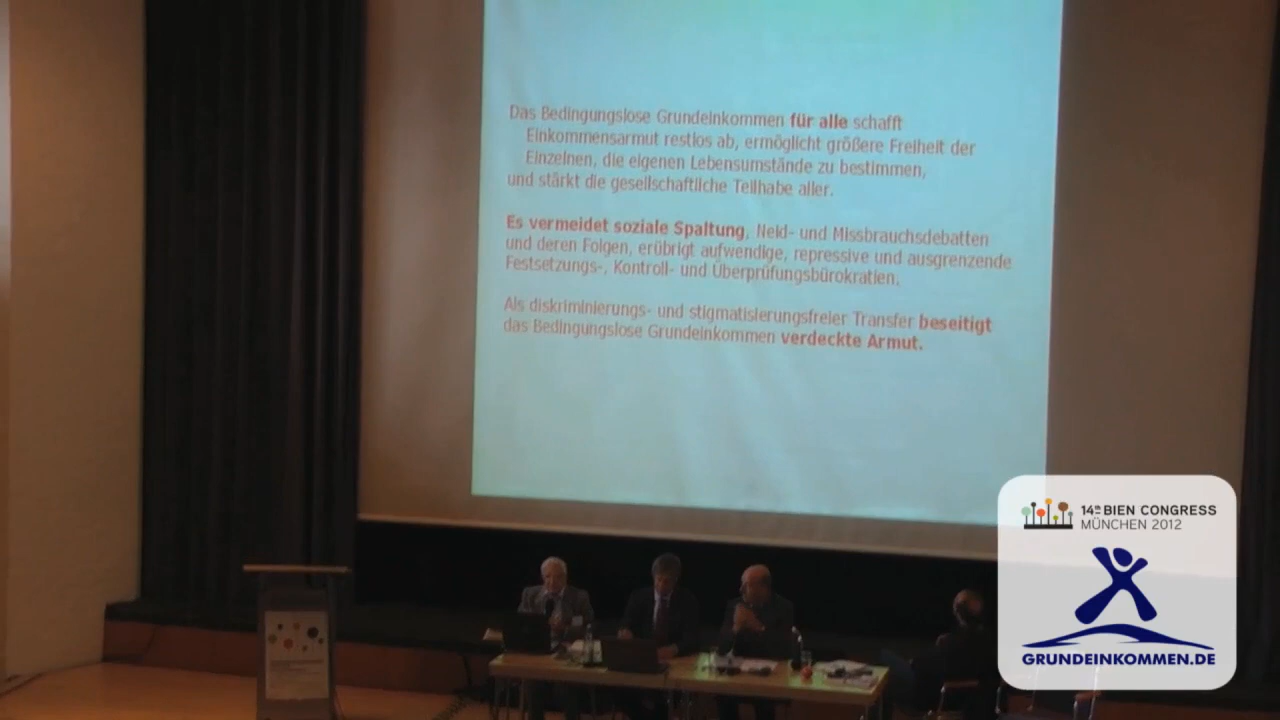 Das Bedingungslose Grundeinkommen für alle schafft
Einkommensarmut restlos ab, ermöglicht größere Freiheit der
Einzelnen, die eigenen Lebensumstände zu bestimmen,
und stärkt die gesellschaftliche Teilhabe aller.
Es vermeidet soziale Spaltung, Neid- und Missbrauchsdebatten
und deren Folgen, erübrigt aufwendige, repressive und ausgrenzende
Festsetzungs-, Kontroll- und Überprüfungsbürokratien.
Als diskriminierungs- und stigmatisierungsfreier Transfer beseitigt
das Bedingungslose Grundeinkommen verdeckte Armut.
14th BIEN CONGRESS
MÜNCHEN 2012
GRUNDEINKOMMEN.DE